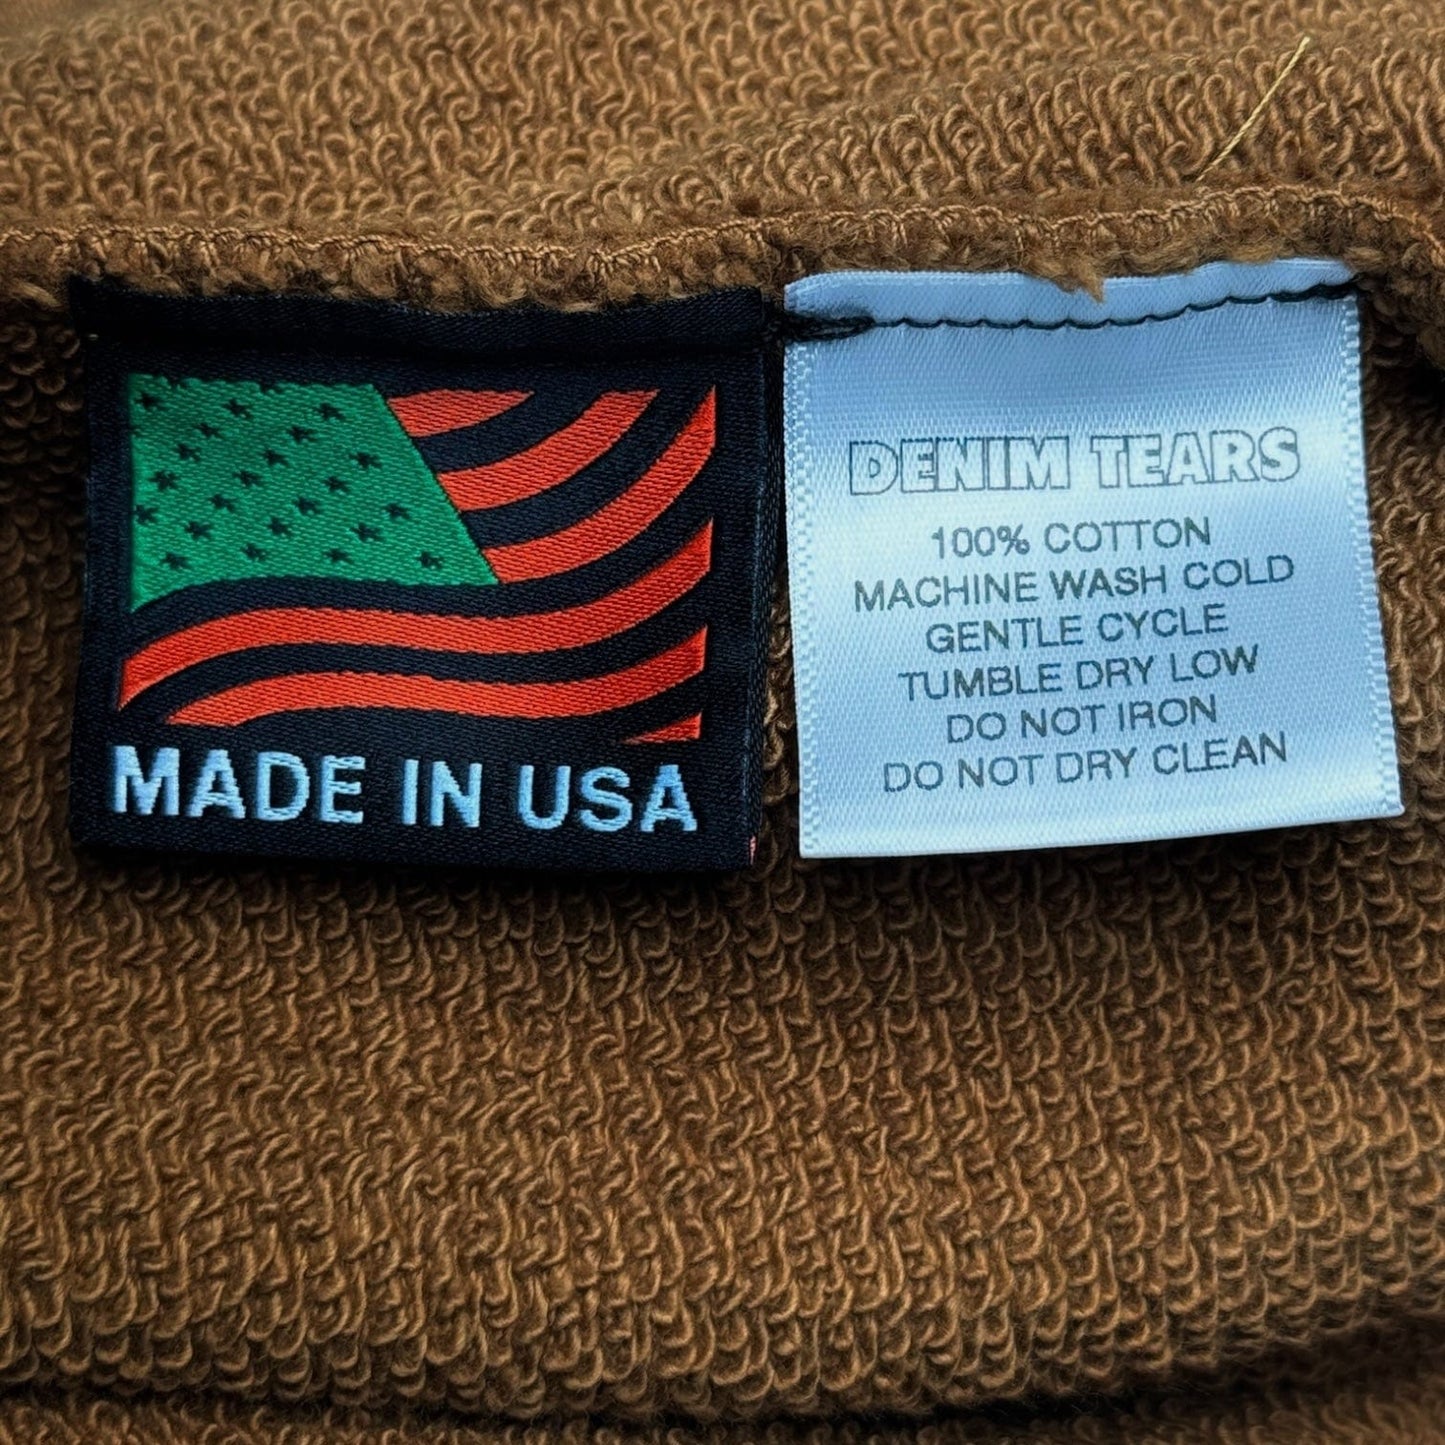 MADE IN USA
DENIM TEARS
100% COTTON
MACHINE WASH COLD
GENTLE CYCLE
TUMBLE DRY LOW
DO NOT IRON
DO NOT DRY CLEAN